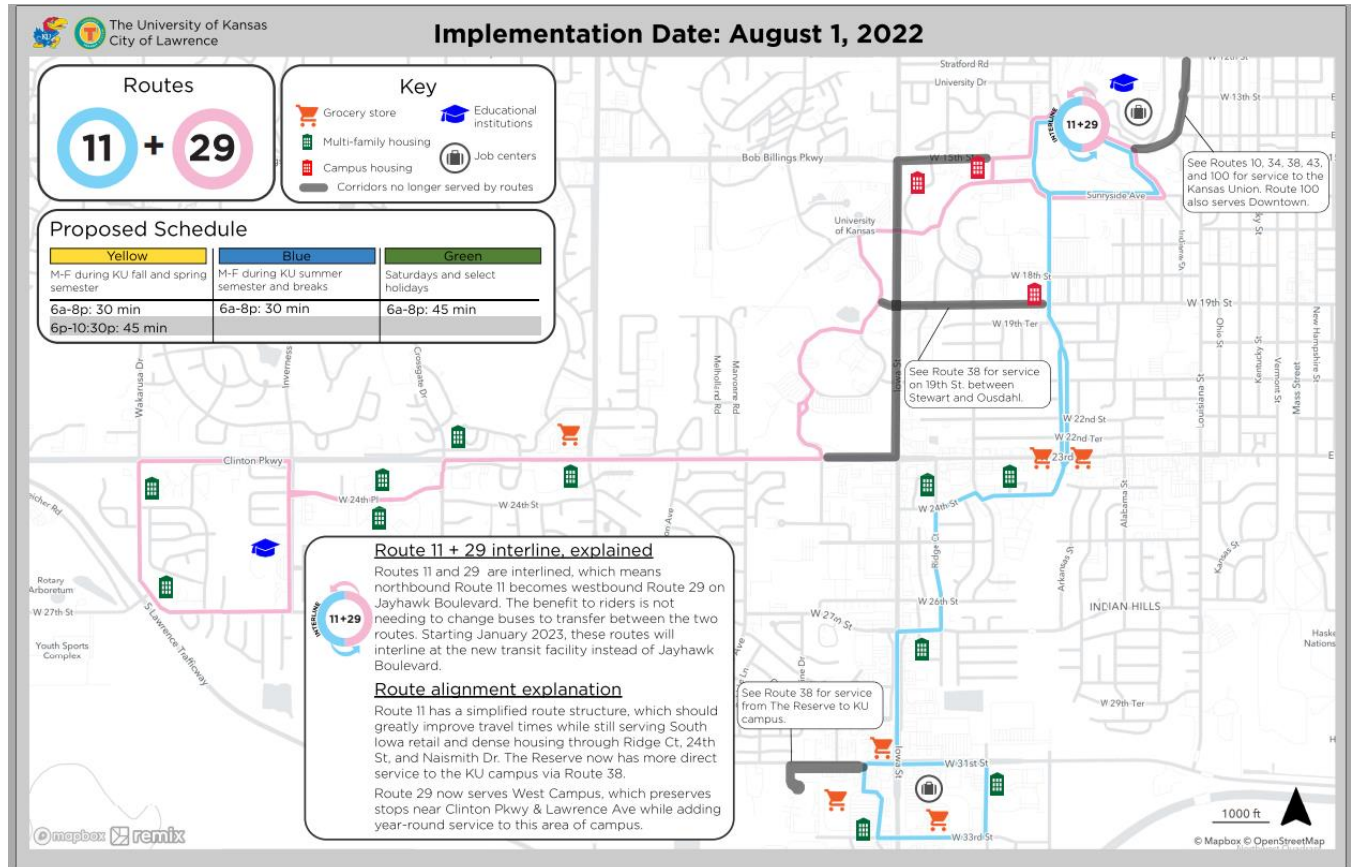 The University of Kansas
City of Lawrence
Implementation Date: August 1, 2022
Routes
11 + 29
Key
Grocery store
Educational
institutions
Multi-family housing
Job centers
Campus housing
Corridors no longer served by routes
Proposed Schedule
Yellow
Blue
Green
M-F during KU fall and spring
semester
M-F during KU summer
semester and breaks
Saturdays and select
holidays
6a-8p: 30 min
6a-8p: 30 min
6a-8p: 45 min
6p-10:30p: 45 min
Stratford Rd
University Dr
W 12th St
W 13th St
INTERLINE
11+29
Bob Billings Pkwy
W 15th St
See Routes 10, 34, 38, 43,
and 100 for service to the
Kansas Union. Route 100
also serves Downtown.
Sunnyside Ave
University
of Kansas
Indiana St
W 18th St
W 19th St
W 19th Ter
Ohio St
Kentucky St
Vermont St
Mass Street
New Hampshire St
Louisiana St
Wakarusa Dr
Inverness
Crossgate Dr
Melholland Rd
Marvonne Rd
Iowa St
See Route 38 for service
on 19th St. between
Stewart and Ousdahl.
W 22nd St
W 22nd Ter
23rd
Clinton Pkwy
W 24th Pl
W 24th St
W 24th St
Alabama St
Ridge Ct
Arkansas St
Kansas St
Rotary
Arboretum
W 27th St
Youth Sports
Complex
S Lawrence Trafficway
W 26th St
W 27th St
INDIAN HILLS
W 29th Ter
Route 11 + 29 interline, explained
Routes 11 and 29 are interlined, which means
northbound Route 11 becomes westbound Route 29 on
Jayhawk Boulevard. The benefit to riders is not
needing to change buses to transfer between the two
routes. Starting January 2023, these routes will
interline at the new transit facility instead of Jayhawk
Boulevard.
INTERLINE
11+29
Route alignment explanation
Route 11 has a simplified route structure, which should
greatly improve travel times while still serving South
Iowa retail and dense housing through Ridge Ct, 24th
St, and Naismith Dr. The Reserve now has more direct
service to the KU campus via Route 38.
Route 29 now serves West Campus, which preserves
stops near Clinton Pkwy & Lawrence Ave while adding
year-round service to this area of campus.
See Route 38 for service
from The Reserve to KU
campus.
Iowa St
W 31st St
W 33rd St
1000 ft
mapbox remix
© Mapbox © OpenStreetMap